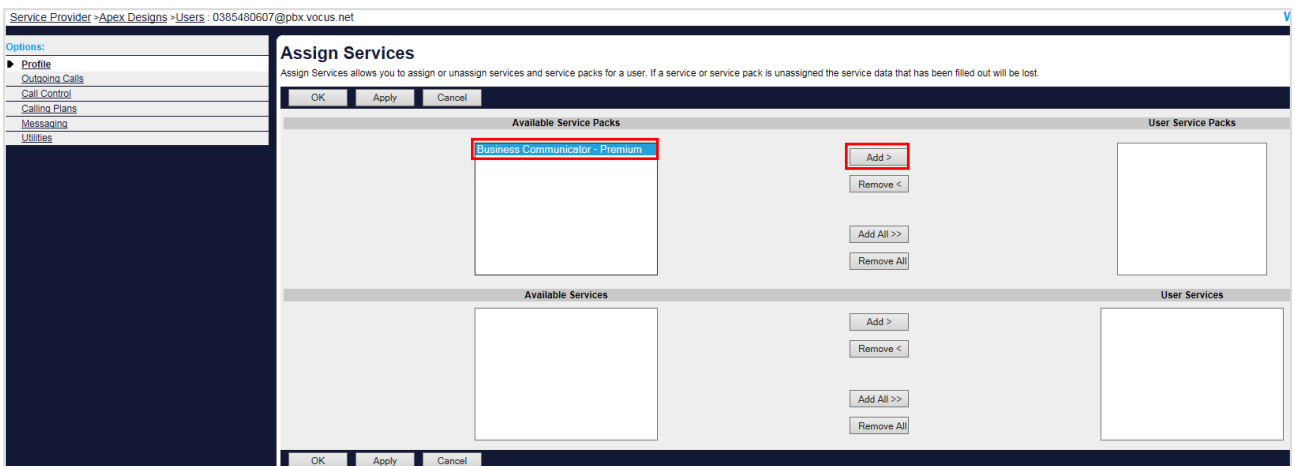 Service Provider >Apex Designs >Users : 0385480607@pbx.vocus.net
Options:
Profile
Outgoing Calls
Call Control
Calling Plans
Messaging
Utilities
Assign Services
Assign Services allows you to assign or unassign services and service packs for a user. If a service or service pack is unassigned the service data that has been filled out will be lost.
OK Apply Cancel
Available Service Packs User Service Packs
Business Communicator - Premium
Add >
Remove <
Add All >>
Remove All
Available Services User Services
Add >
Remove <
Add All >>
Remove All
OK Apply Cancel